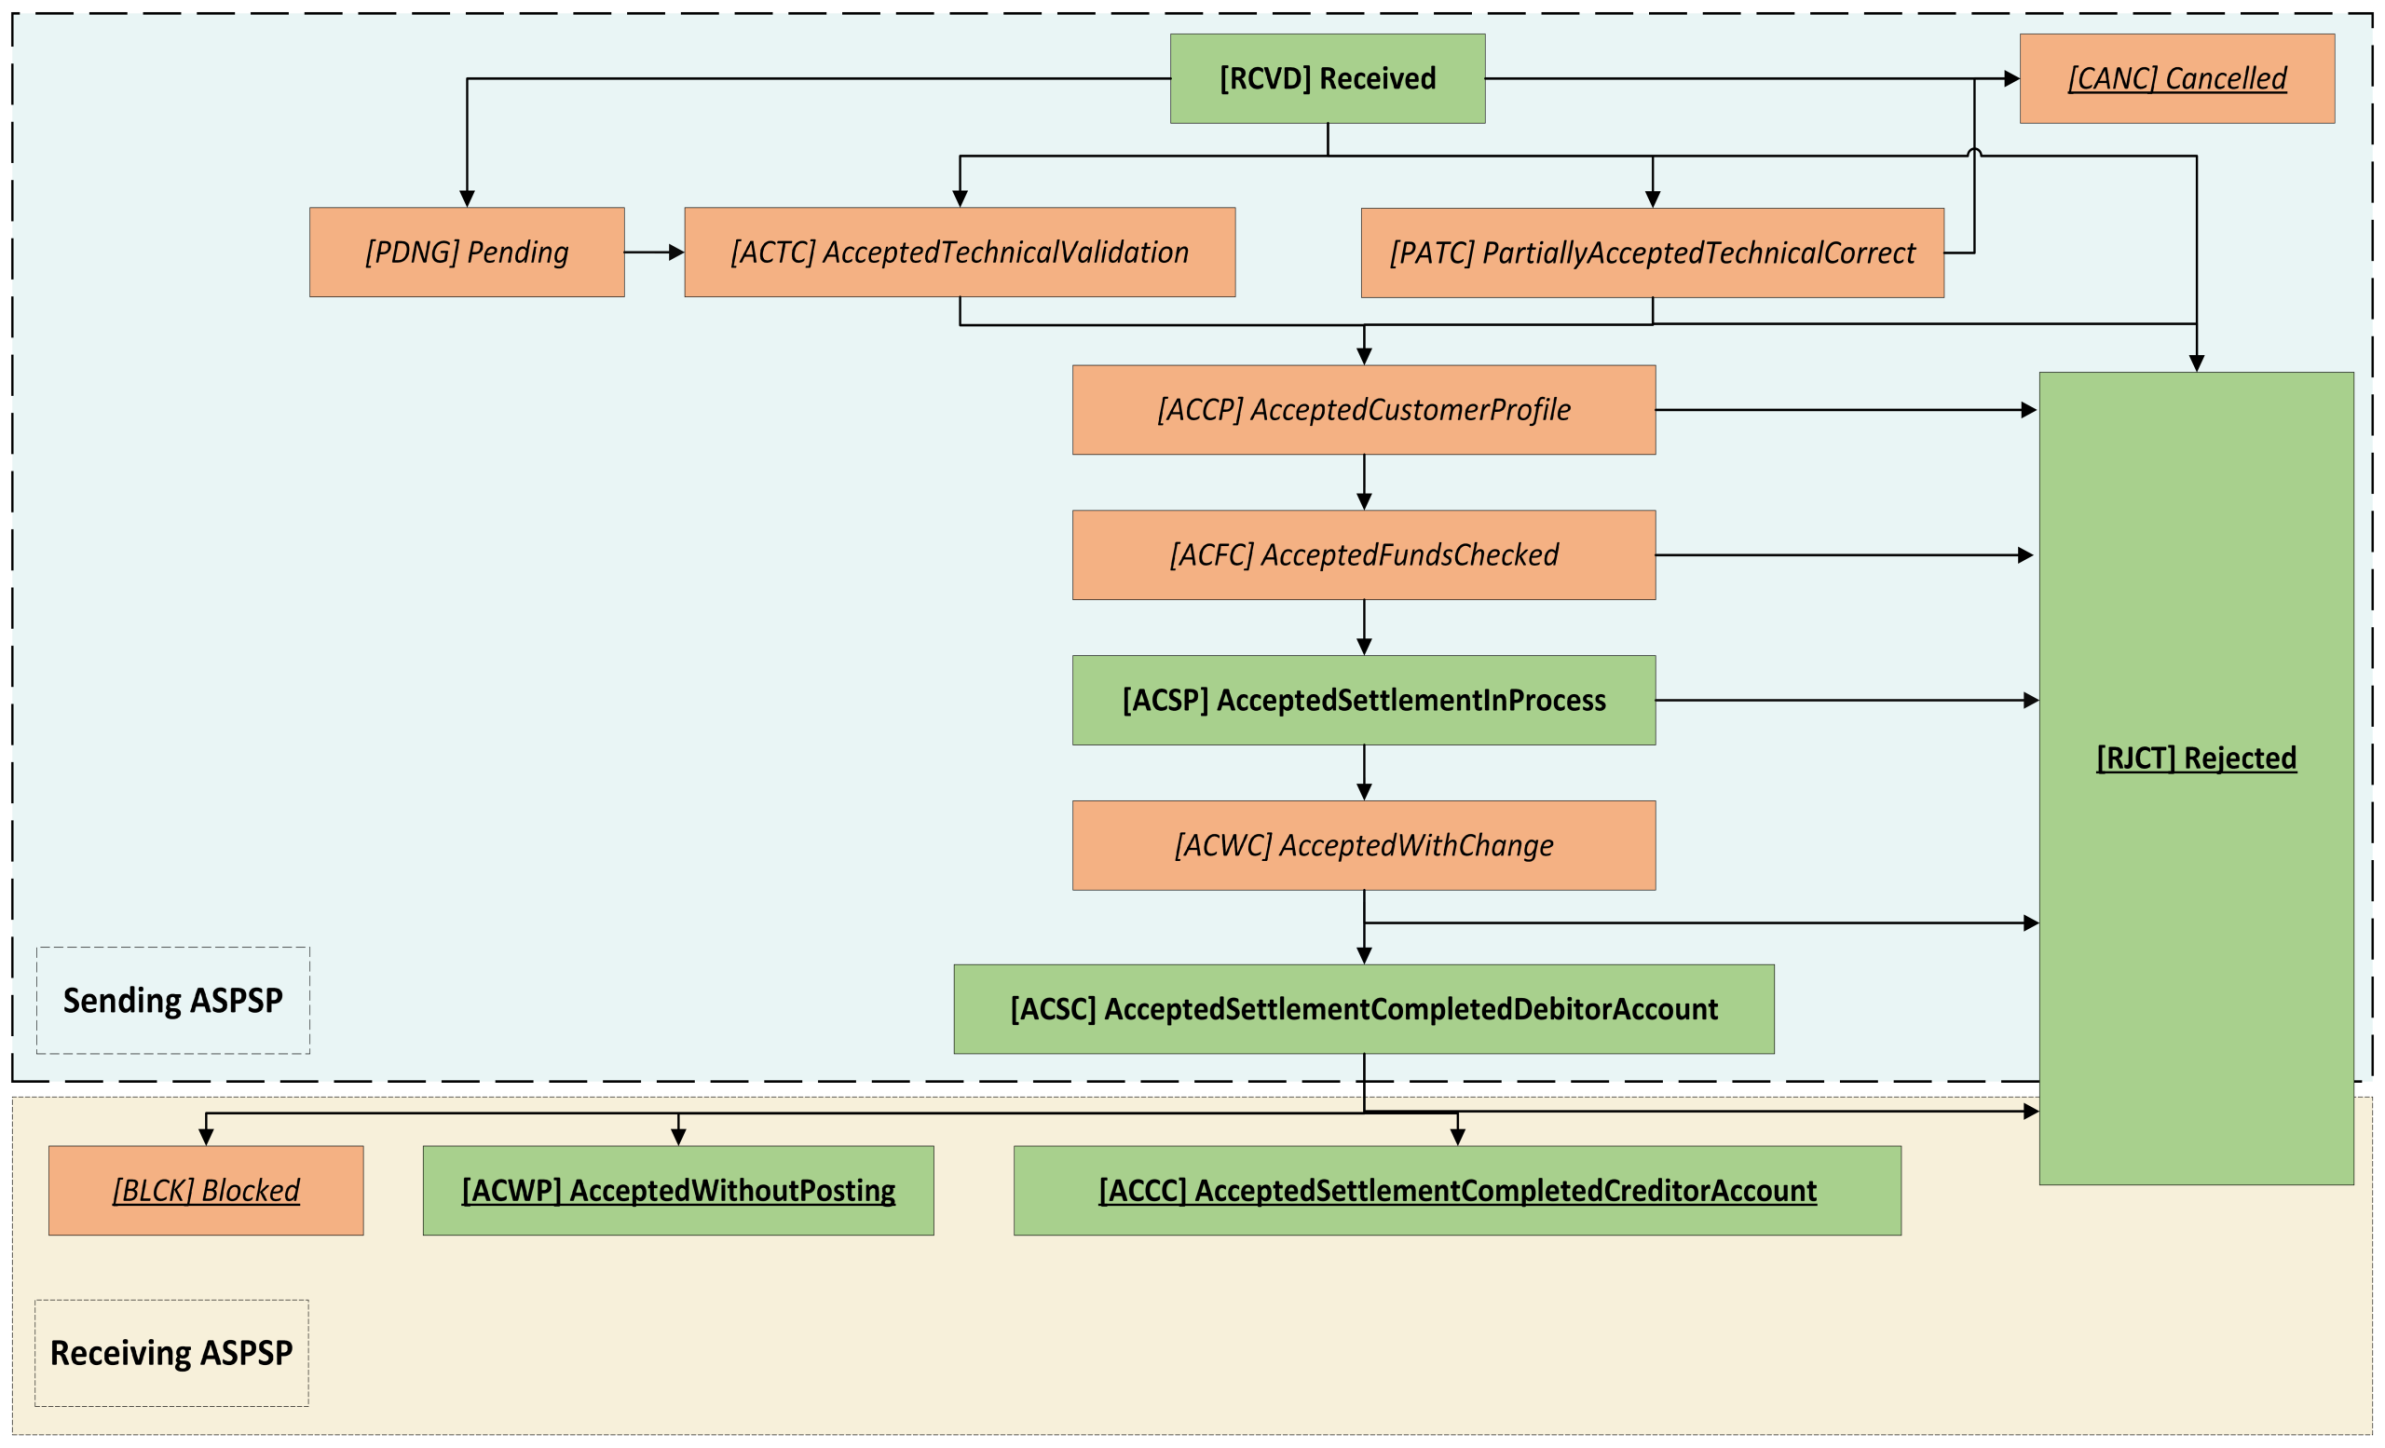 [RCVD] Received
[CANC] Cancelled
[PDNG] Pending
[ACTC] AcceptedTechnicalValidation
[PATC] PartiallyAcceptedTechnicalCorrect
[ACCP] AcceptedCustomerProfile
[ACFC] AcceptedFundsChecked
[ACSP] AcceptedSettlementInProcess
[RJCT] Rejected
[ACWC] AcceptedWithChange
Sending ASPSP
[ACSC] AcceptedSettlementCompletedDebitorAccount
[BLCK] Blocked
[ACWP] AcceptedWithoutPosting
[ACCC] AcceptedSettlementCompletedCreditorAccount
Receiving ASPSP